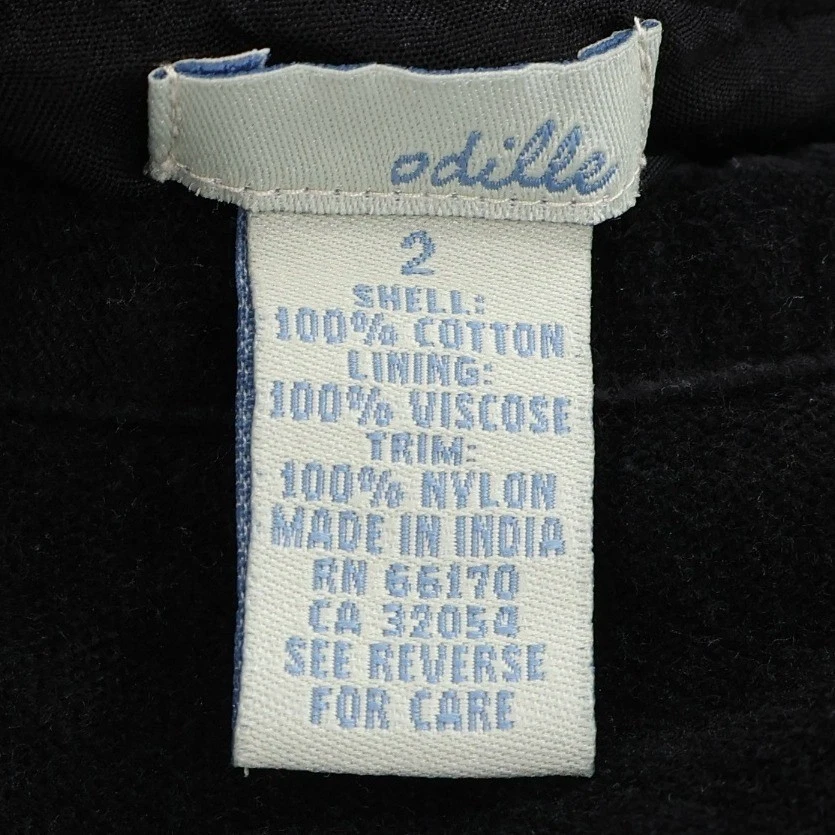 odille
2
SHELL:
100% COTTON
LINING:
100% VISCOSE
TRIM:
100% NYLON
MADE IN INDIA
RN 66170
CA 32054
SEE REVERSE
FOR CARE